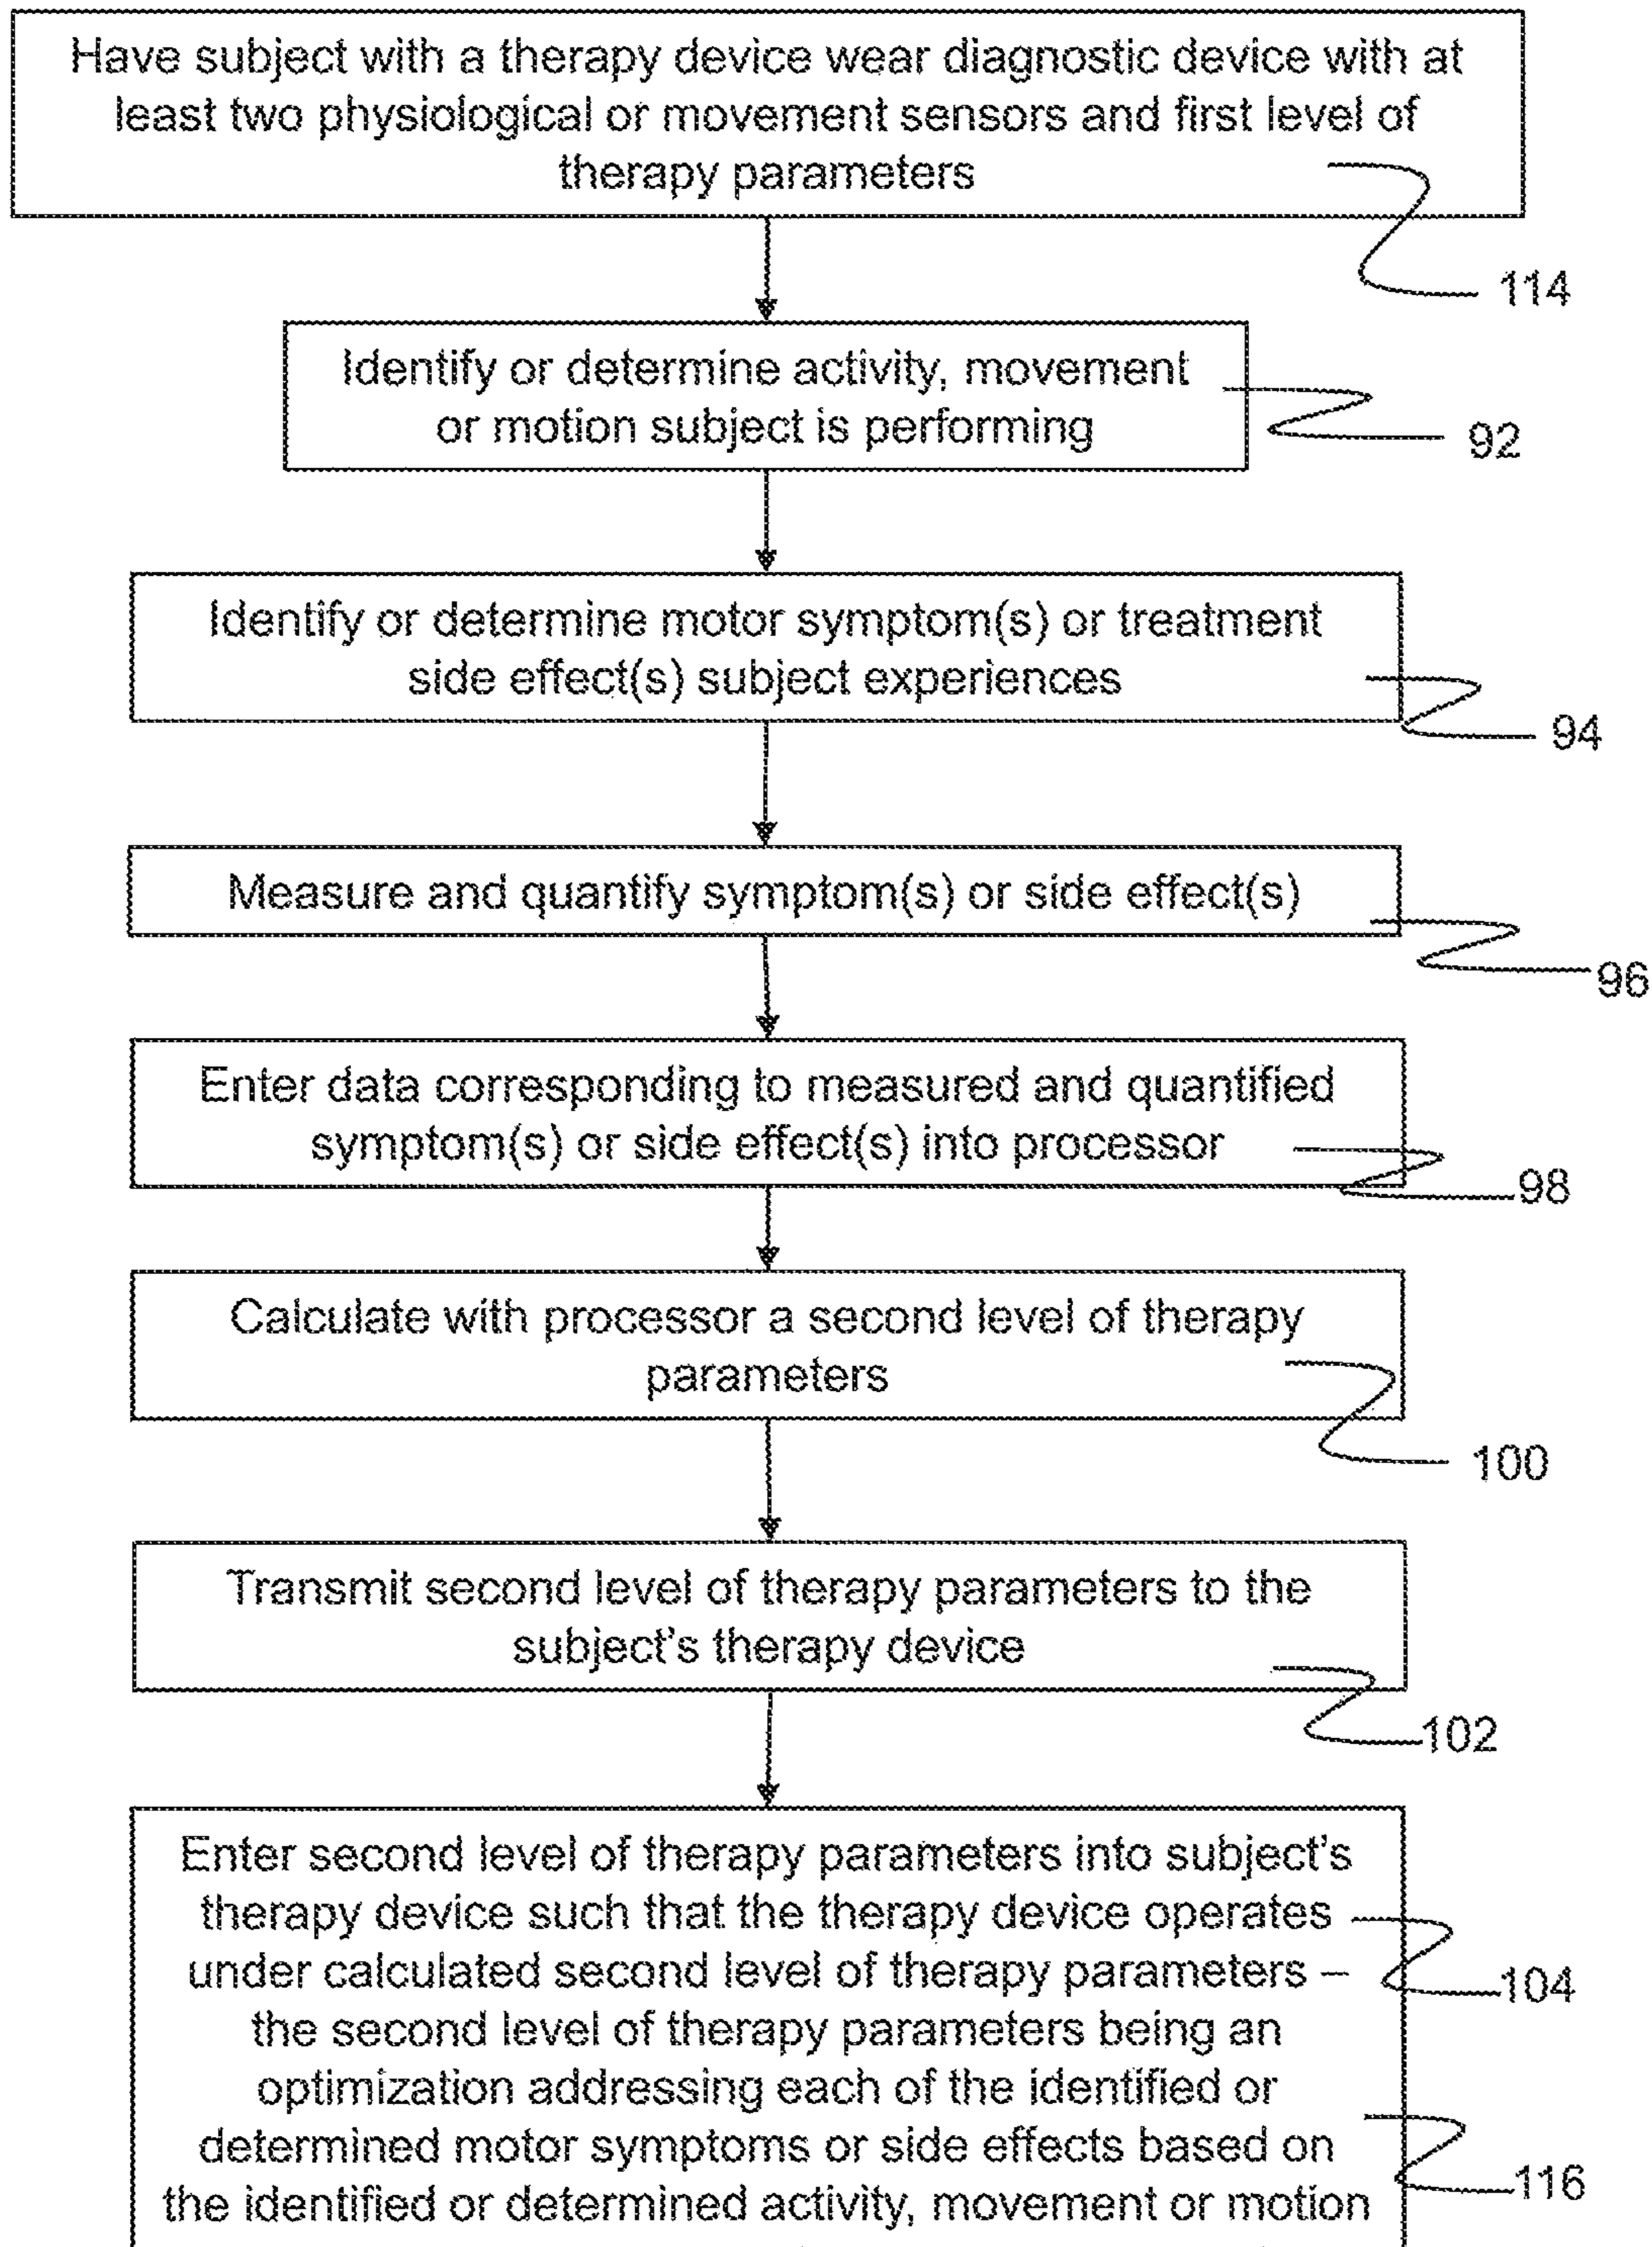 Have subject with a therapy device wear diagnostic device with at
least two physiological or movement sensors and first level of
therapy parameters
114
Identify or determine activity, movement
or motion subject is performing
92
Identify or determine motor symptom(s) or treatment
side effect(s) subject experiences
94
Measure and quantify symptom(s) or side effect(s)
96
Enter data corresponding to measured and quantified
symptom(s) or side effect(s) into processor
98
Calculate with processor a second level of therapy
parameters
100
Transmit second level of therapy parameters to the
subject's therapy device
102
Enter second level of therapy parameters into subject's
therapy device such that the therapy device operates
under calculated second level of therapy parameters –
the second level of therapy parameters being an
optimization addressing each of the identified or
determined motor symptoms or side effects based on
the identified or determined activity, movement or motion
104
116